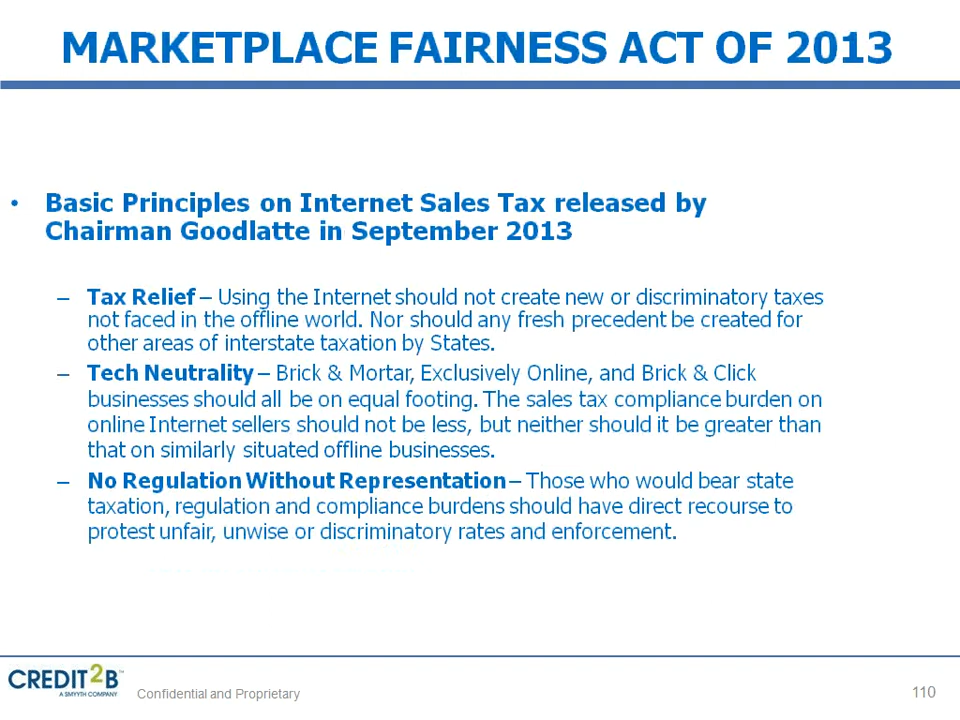 MARKETPLACE FAIRNESS ACT OF 2013
• Basic Principles on Internet Sales Tax released by
Chairman Goodlatte in September 2013
– Tax Relief – Using the Internet should not create new or discriminatory taxes
not faced in the offline world. Nor should any fresh precedent be created for
other areas of interstate taxation by States.
– Tech Neutrality – Brick & Mortar, Exclusively Online, and Brick & Click
businesses should all be on equal footing. The sales tax compliance burden on
online Internet sellers should not be less, but neither should it be greater than
that on similarly situated offline businesses.
– No Regulation Without Representation – Those who would bear state
taxation, regulation and compliance burdens should have direct recourse to
protest unfair, unwise or discriminatory rates and enforcement.
CREDIT2B™
A SMYYTH COMPANY
Confidential and Proprietary
110